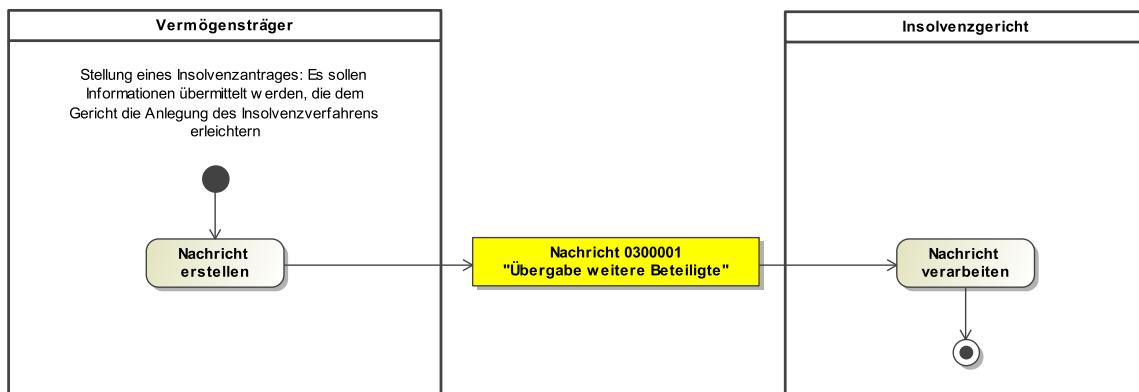 Vermögensträger
Insolvenzgericht
Stellung eines Insolvenzantrages: Es sollen
Informationen übermittelt werden, die dem
Gericht die Anlegung des Insolvenzverfahrens
erleichtern
Nachricht
erstellen
Nachricht 0300001
"Übergabe weitere Beteiligte"
Nachricht
verarbeiten